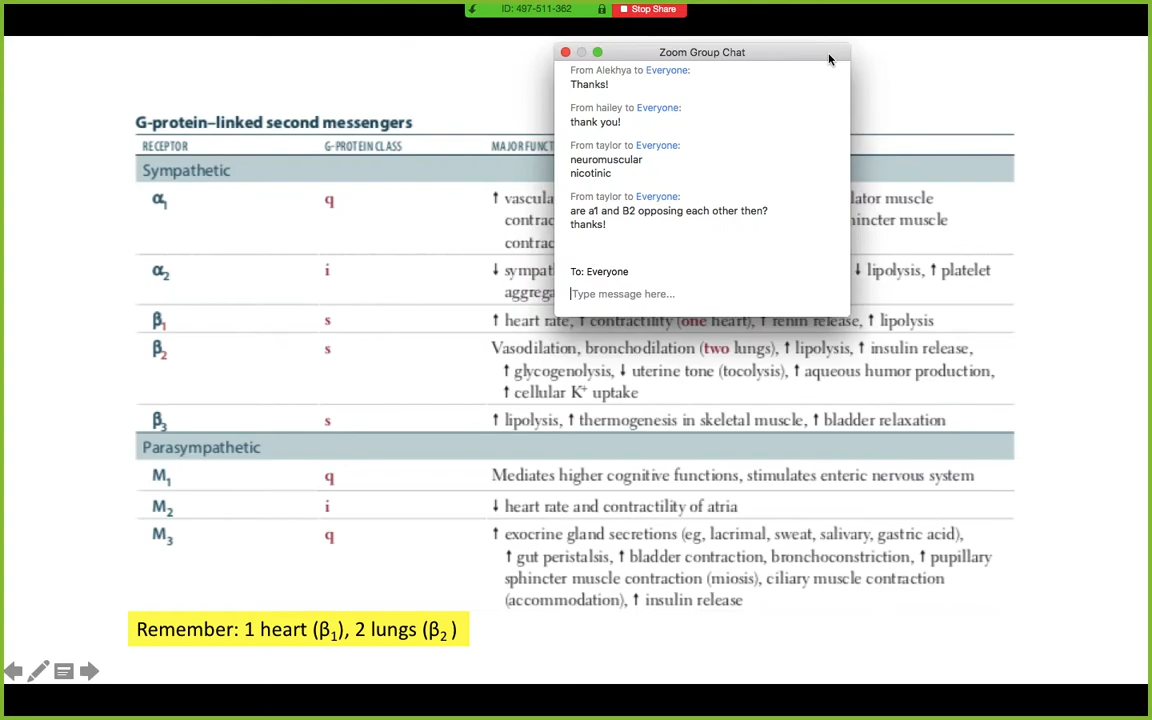 ID: 497-511-362 Stop Share
Zoom Group Chat
From Alekhya to Everyone:
Thanks!
From hailey to Everyone:
thank you!
From taylor to Everyone:
neuromuscular
nicotinic
From taylor to Everyone:
are a1 and B2 opposing each other then?
thanks!
To: Everyone
Type message here...
G-protein–linked second messengers
RECEPTOR G-PROTEIN CLASS MAJOR FUNCT
Sympathetic
α₁ q ↑ vascula lator muscle
contrac hincter muscle
contrac
α₂ i ↓ sympat ↓ lipolysis, ↑ platelet
aggrega
β₁ s ↑ heart rate, ↑ contractility (one heart), ↑ renin release, ↑ lipolysis
β₂ s Vasodilation, bronchodilation (two lungs), ↑ lipolysis, ↑ insulin release,
↑ glycogenolysis, ↓ uterine tone (tocolysis), ↑ aqueous humor production,
↑ cellular K⁺ uptake
β₃ s ↑ lipolysis, ↑ thermogenesis in skeletal muscle, ↑ bladder relaxation
Parasympathetic
M₁ q Mediates higher cognitive functions, stimulates enteric nervous system
M₂ i ↓ heart rate and contractility of atria
M₃ q ↑ exocrine gland secretions (eg, lacrimal, sweat, salivary, gastric acid),
↑ gut peristalsis, ↑ bladder contraction, bronchoconstriction, ↑ pupillary
sphincter muscle contraction (miosis), ciliary muscle contraction
(accommodation), ↑ insulin release
Remember: 1 heart (β₁), 2 lungs (β₂ )